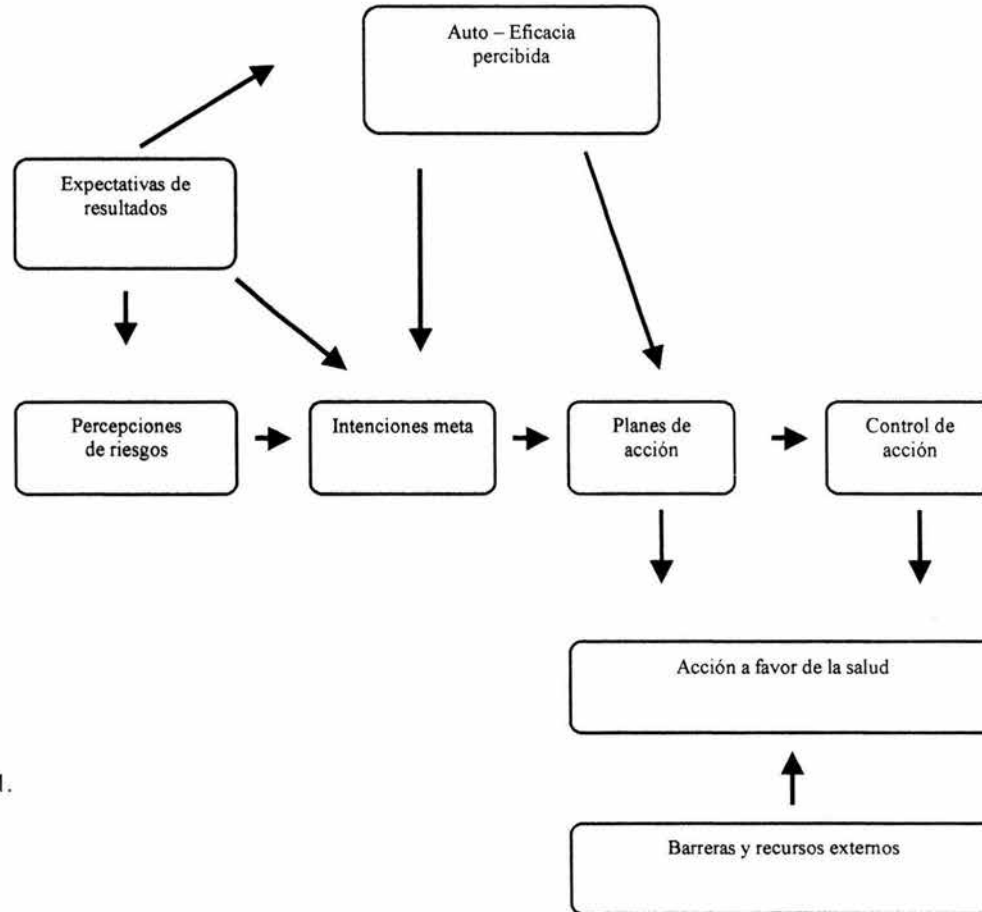 Auto – Eficacia
percibida
Expectativas de
resultados
Percepciones
de riesgos
Intenciones meta
Planes de
acción
Control de
acción
Acción a favor de la salud
Barreras y recursos externos